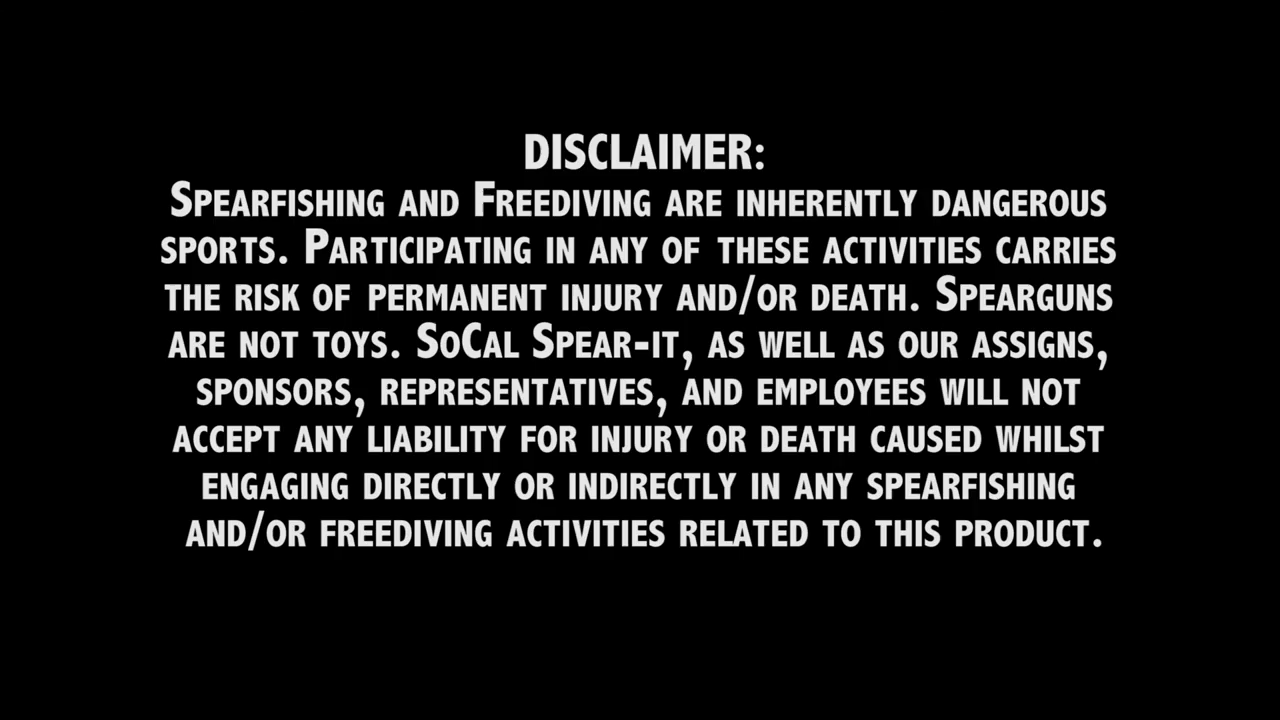 DISCLAIMER:
Spearfishing and Freediving are inherently dangerous
sports. Participating in any of these activities carries
the risk of permanent injury and/or death. Spearguns
are not toys. SoCal Spear-it, as well as our assigns,
sponsors, representatives, and employees will not
accept any liability for injury or death caused whilst
engaging directly or indirectly in any spearfishing
and/or freediving activities related to this product.